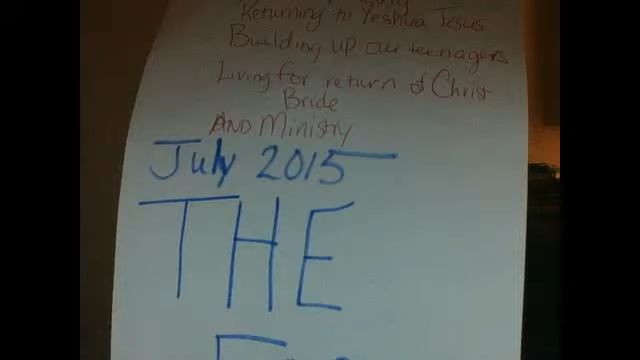 Returning to Yeshua Jesus
Building up our teenagers
Living for return of Christ
Bride
AND Ministry
July 2015
THE